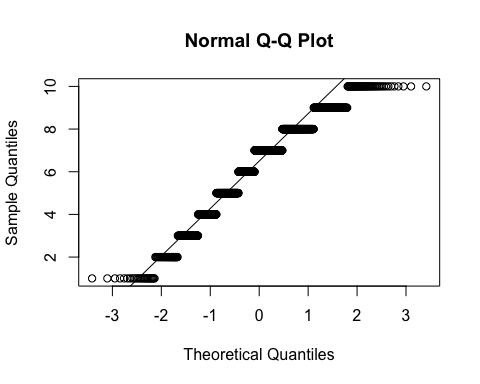 Normal Q-Q Plot
10
8
6
4
2
Sample Quantiles
-3 -2 -1 0 1 2 3
Theoretical Quantiles